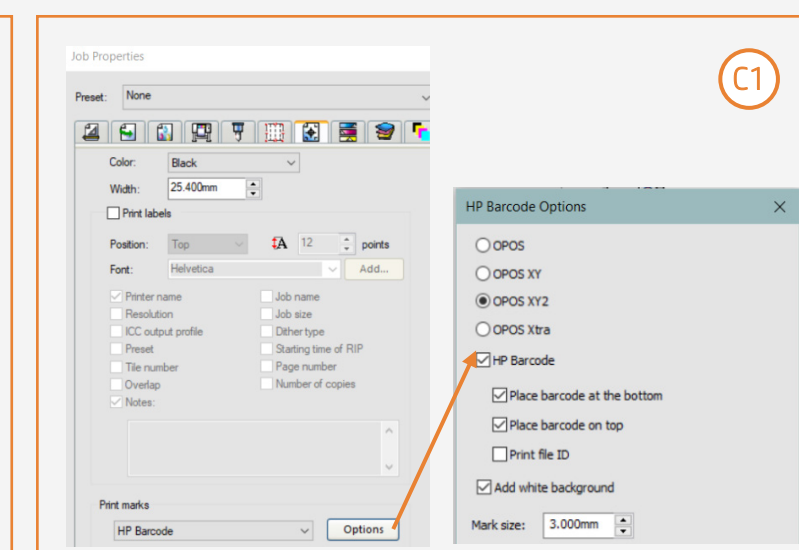 C1
Job Properties
Preset: None
Color: Black
Width: 25.400mm
Print labels
Position: Top A 12 points
Font: Helvetica Add...
Printer name Job name
Resolution Job size
ICC output profile Dither type
Preset Starting time of RIP
Tile number Page number
Overlap Number of copies
Notes:
Print marks
HP Barcode Options
HP Barcode Options
OPOS
OPOS XY
OPOS XY2
OPOS Xtra
HP Barcode
Place barcode at the bottom
Place barcode on top
Print file ID
Add white background
Mark size: 3.000mm